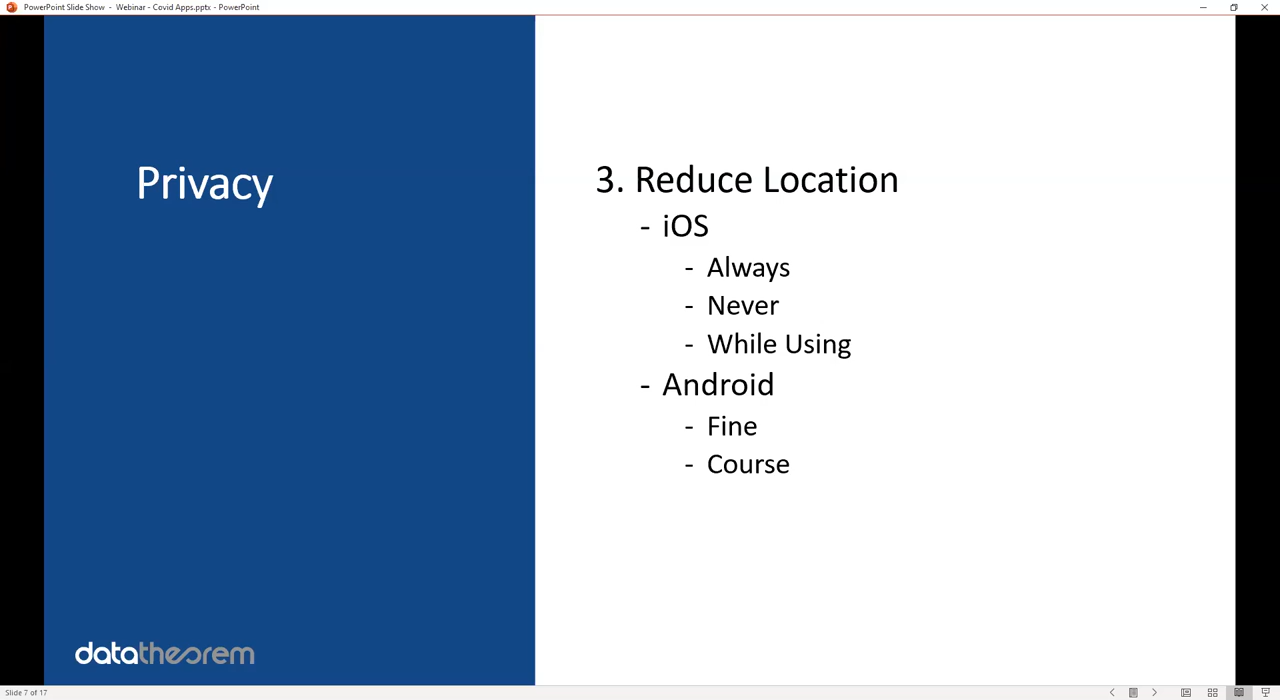 PowerPoint Slide Show - Webinar - Covid Apps.pptx - PowerPoint
Privacy
3. Reduce Location
- iOS
- Always
- Never
- While Using
- Android
- Fine
- Course
datatheorem
Slide 7 of 17